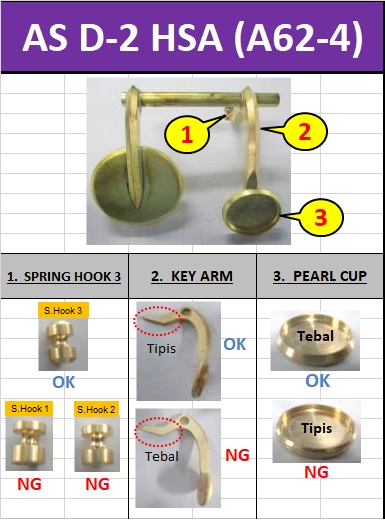 AS D-2 HSA (A62-4)
1
2
3
1. SPRING HOOK 3
2. KEY ARM
3. PEARL CUP
S.Hook 3
OK
S.Hook 1
S.Hook 2
NG
NG
Tipis
OK
Tebal
NG
Tebal
OK
Tipis
NG